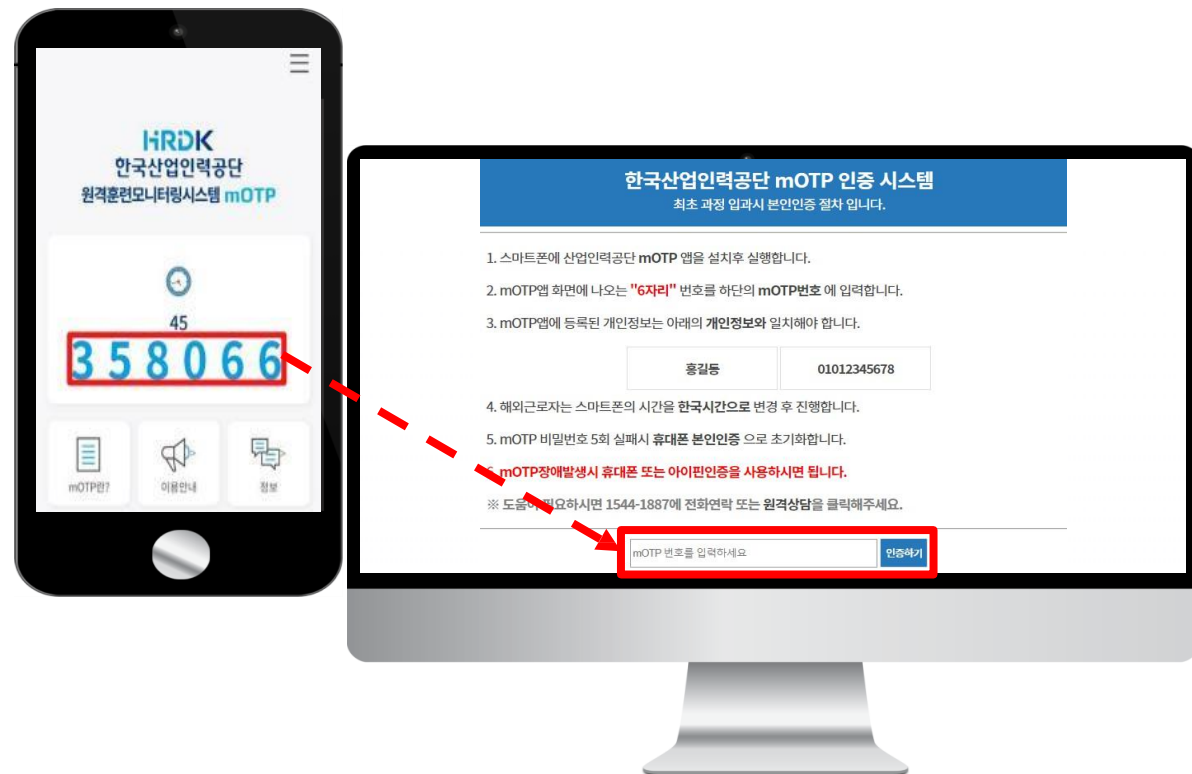 HRDK
한국산업인력공단
원격훈련모니터링시스템 mOTP
45
358066
mOTP란?
이용안내
정보
한국산업인력공단 mOTP 인증 시스템
최초 과정 입과시 본인인증 절차 입니다.
1. 스마트폰에 산업인력공단 mOTP 앱을 설치후 실행합니다.
2. mOTP앱 화면에 나오는 "6자리" 번호를 하단의 mOTP번호 에 입력합니다.
3. mOTP앱에 등록된 개인정보는 아래의 개인정보와 일치해야 합니다.
홍길동
01012345678
4. 해외근로자는 스마트폰의 시간을 한국시간으로 변경 후 진행합니다.
5. mOTP 비밀번호 5회 실패시 휴대폰 본인인증 으로 초기화합니다.
mOTP장애발생시 휴대폰 또는 아이핀인증을 사용하시면 됩니다.
※ 도움이 필요하시면 1544-1887에 전화연락 또는 원격상담을 클릭해주세요.
mOTP 번호를 입력하세요
인증하기